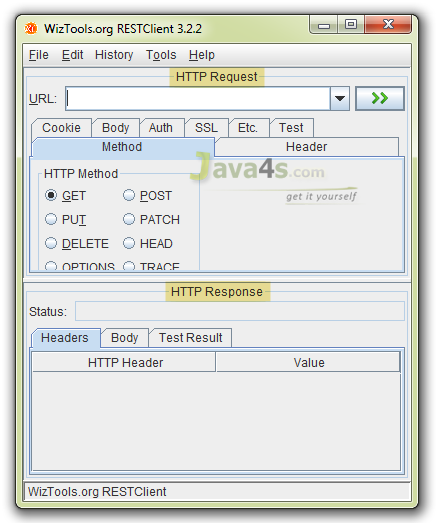 WizTools.org RESTClient 3.2.2
File Edit History Tools Help
HTTP Request
URL:
Cookie Body Auth SSL Etc. Test
Method Header
Java4s.com
get it yourself
HTTP Method
GET POST
PUT PATCH
DELETE HEAD
OPTIONS TRACE
HTTP Response
Status:
Headers Body Test Result
HTTP Header Value
WizTools.org RESTClient